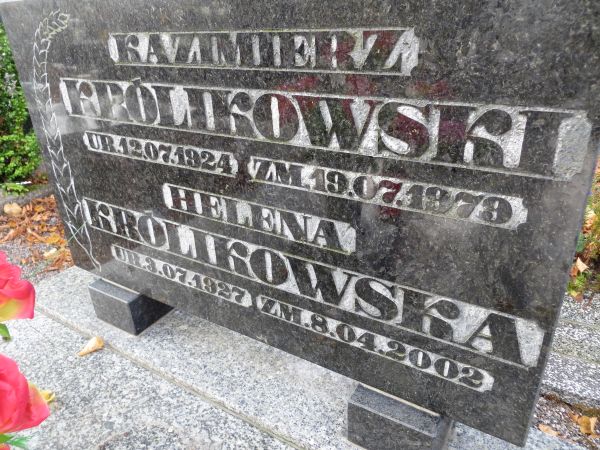 KAZIMIERZ
KRÓLIKOWSKI
UR.12.07.1924 ZM.19.07.1979
HELENA
KRÓLIKOWSKA
UR.3.07.1927 ZM.8.04.2002